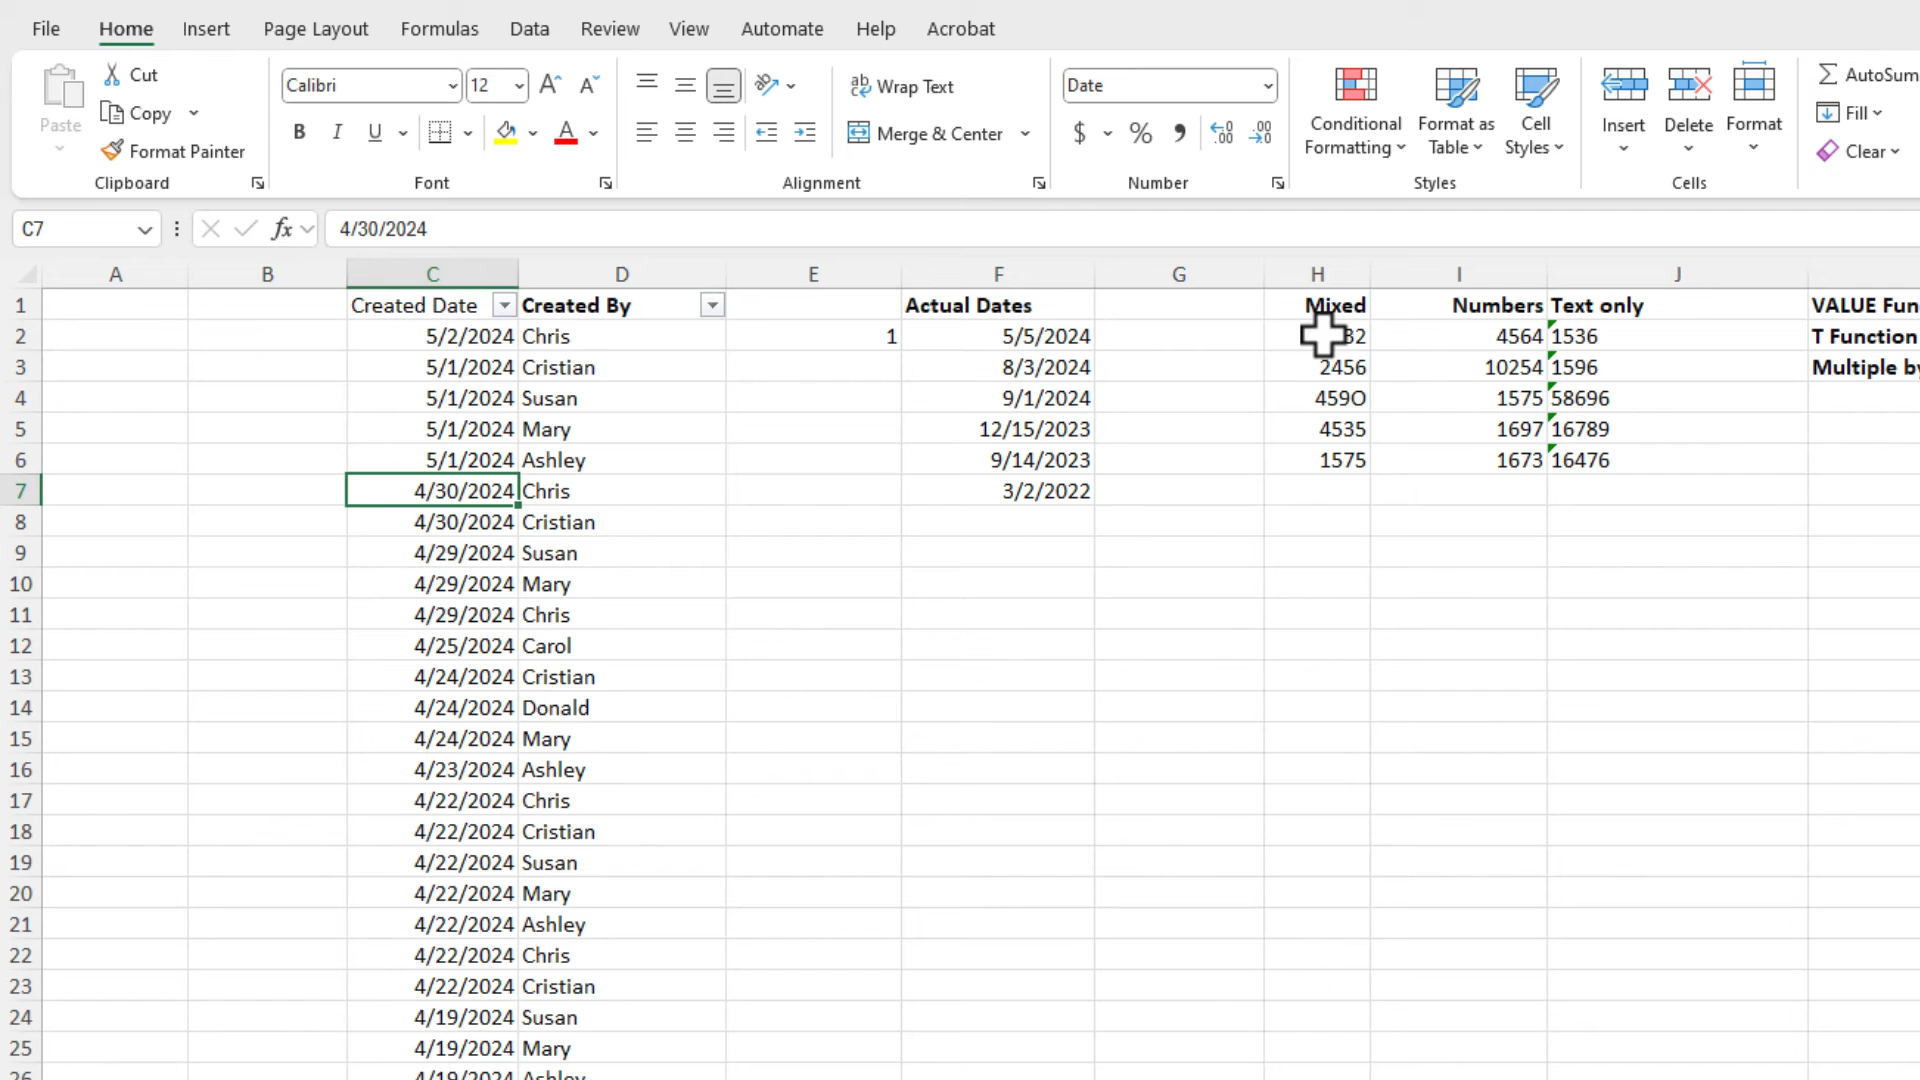 File Home Insert Page Layout Formulas Data Review View Automate Help Acrobat
Paste Cut Copy Format Painter Clipboard
Calibri 12 B I U A Font
Wrap Text Merge & Center Alignment
Date $ % Number
Conditional Formatting Format as Table Cell Styles Styles
Insert Delete Format Cells
AutoSum Fill Clear
C7 fx 4/30/2024
A B C D E F G H I J
1 Created Date Created By Actual Dates Mixed Numbers Text only VALUE
2 5/2/2024 Chris 1 5/5/2024 4564 1536 T Function
3 5/1/2024 Cristian 8/3/2024 2456 10254 1596 Multiple
4 5/1/2024 Susan 9/1/2024 459O 1575 58696
5 5/1/2024 Mary 12/15/2023 4535 1697 16789
6 5/1/2024 Ashley 9/14/2023 1575 1673 16476
7 4/30/2024 Chris 3/2/2022
8 4/30/2024 Cristian
9 4/29/2024 Susan
10 4/29/2024 Mary
11 4/29/2024 Chris
12 4/25/2024 Carol
13 4/24/2024 Cristian
14 4/24/2024 Donald
15 4/24/2024 Mary
16 4/23/2024 Ashley
17 4/22/2024 Chris
18 4/22/2024 Cristian
19 4/22/2024 Susan
20 4/22/2024 Mary
21 4/22/2024 Ashley
22 4/22/2024 Chris
23 4/22/2024 Cristian
24 4/19/2024 Susan
25 4/19/2024 Mary
26 4/19/2024 Ashley